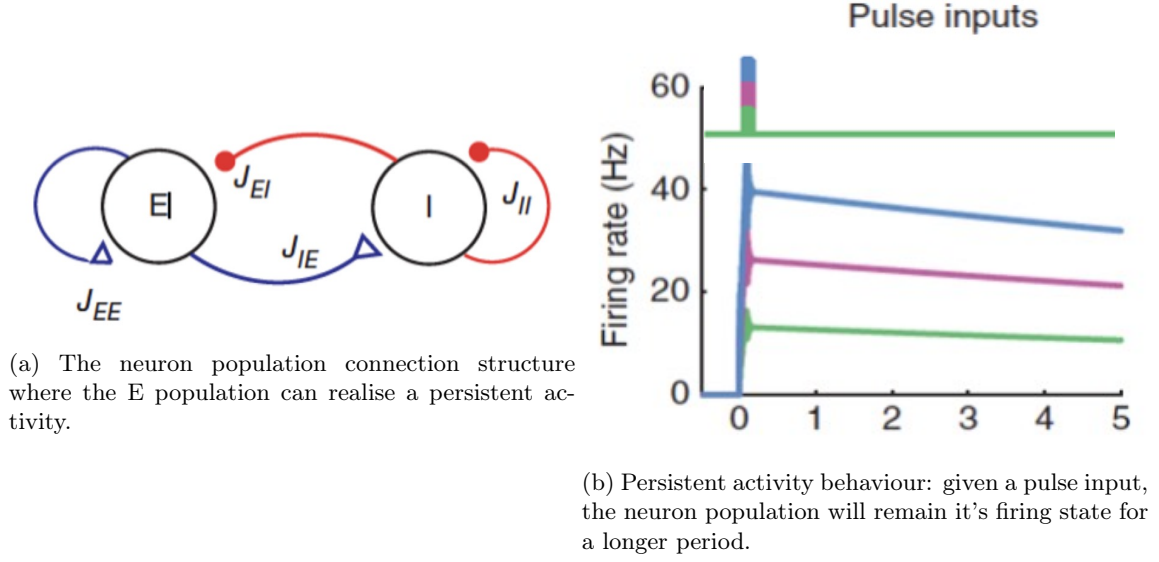 Pulse inputs
E
I
J_EI
J_II
J_IE
J_EE
Firing rate (Hz)
60
40
20
0
0 1 2 3 4 5
(a) The neuron population connection structure
where the E population can realise a persistent ac-
tivity.
(b) Persistent activity behaviour: given a pulse input,
the neuron population will remain it's firing state for
a longer period.